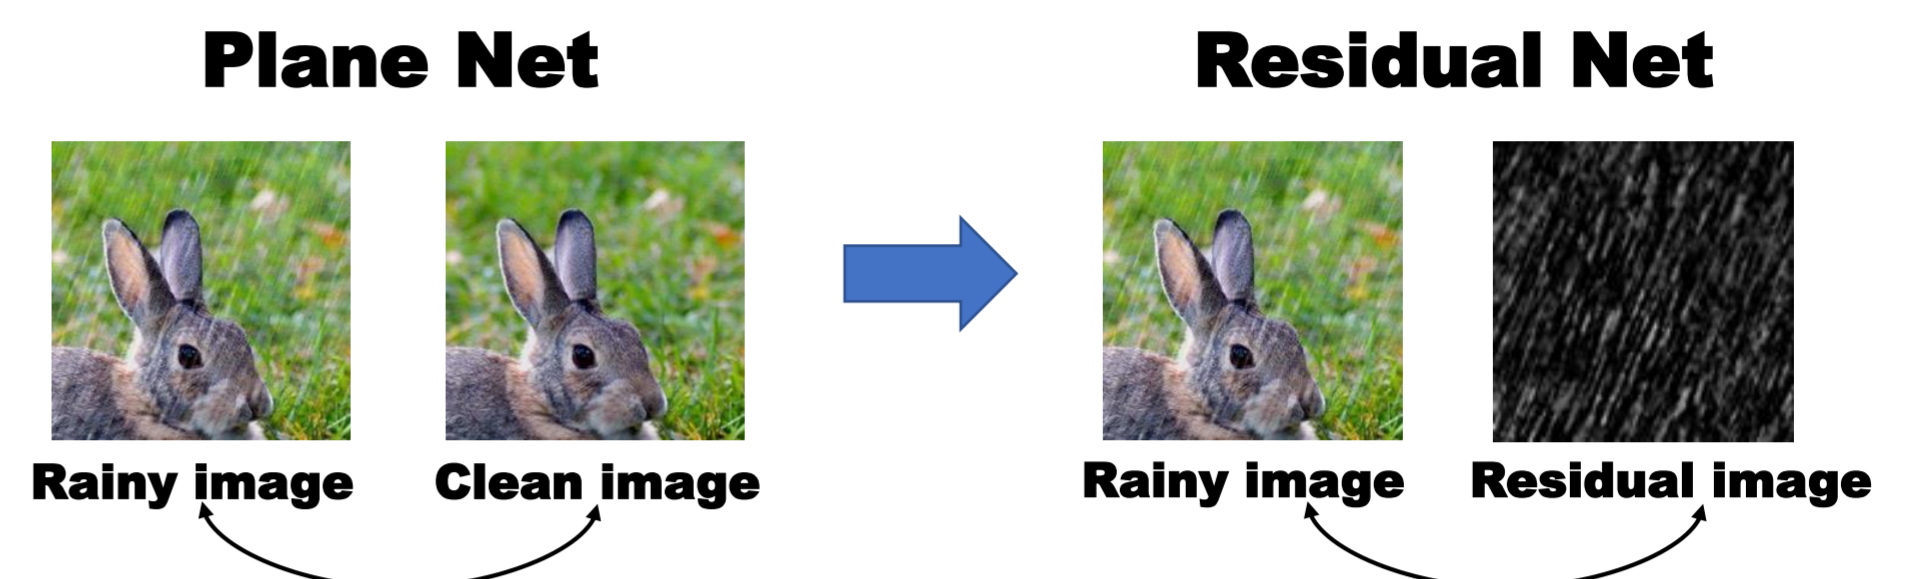 Plane Net
Residual Net
Rainy image
Clean image
Rainy image
Residual image